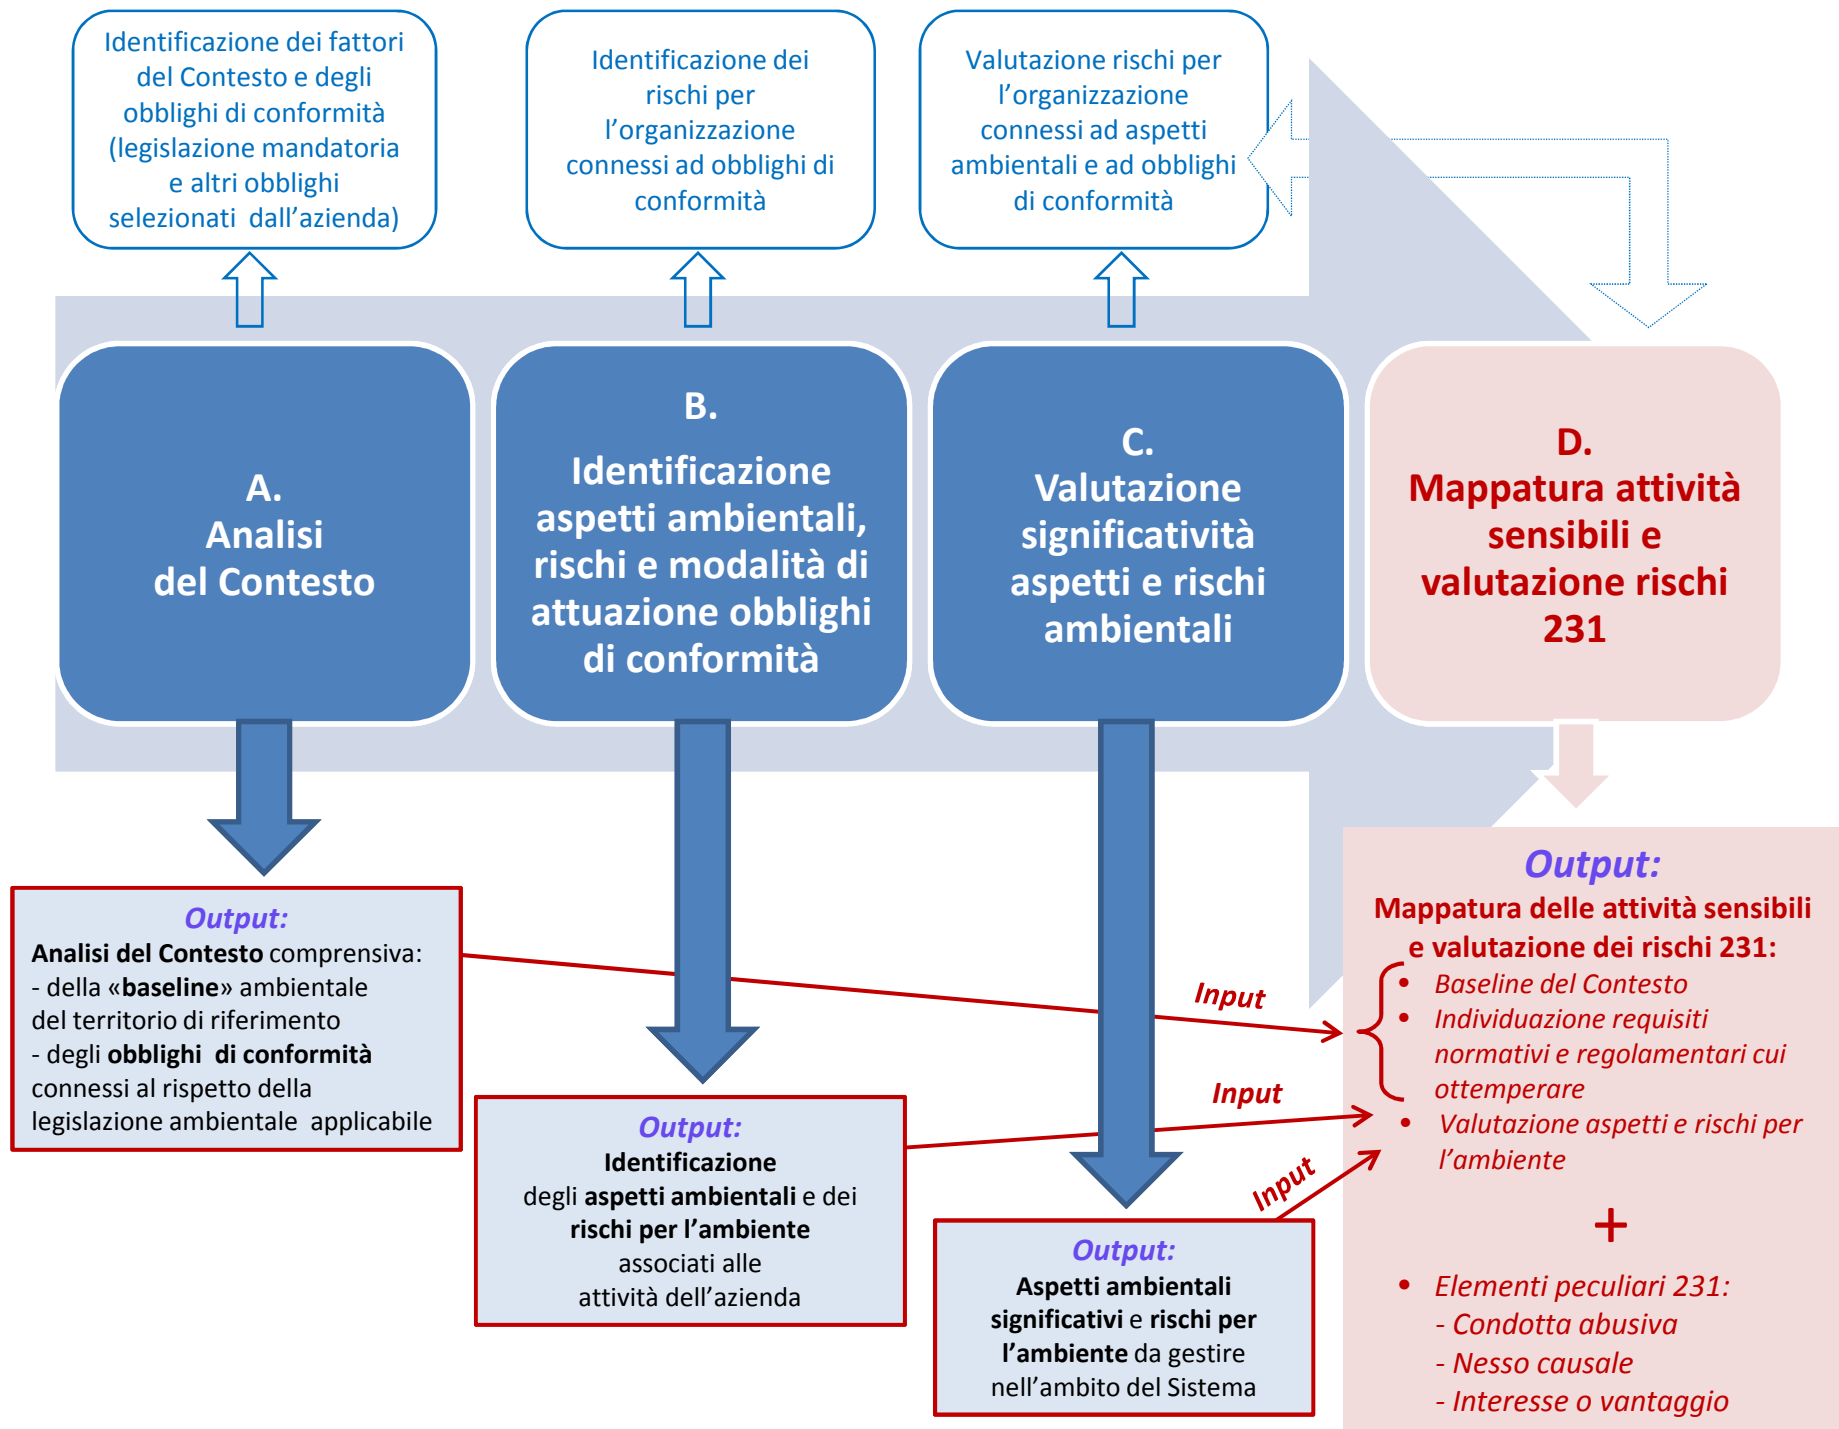 Identificazione dei fattori
del Contesto e degli
obblighi di conformità
(legislazione mandatoria
e altri obblighi
selezionati dall'azienda)
Identificazione dei
rischi per
l'organizzazione
connessi ad obblighi di
conformità
Valutazione rischi per
l'organizzazione
connessi ad aspetti
ambientali e ad obblighi
di conformità
A.
Analisi
del Contesto
B.
Identificazione
aspetti ambientali,
rischi e modalità di
attuazione obblighi
di conformità
C.
Valutazione
significatività
aspetti e rischi
ambientali
D.
Mappatura attività
sensibili e
valutazione rischi
231
Output:
Analisi del Contesto comprensiva:
- della «baseline» ambientale
del territorio di riferimento
- degli obblighi di conformità
connessi al rispetto della
legislazione ambientale applicabile
Output:
Identificazione
degli aspetti ambientali e dei
rischi per l'ambiente
associati alle
attività dell'azienda
Output:
Aspetti ambientali
significativi e rischi per
l'ambiente da gestire
nell'ambito del Sistema
Input
Input
Input
Output:
Mappatura delle attività sensibili
e valutazione dei rischi 231:
• Baseline del Contesto
• Individuazione requisiti
normativi e regolamentari cui
ottemperare
• Valutazione aspetti e rischi per
l'ambiente
+
• Elementi peculiari 231:
- Condotta abusiva
- Nesso causale
- Interesse o vantaggio